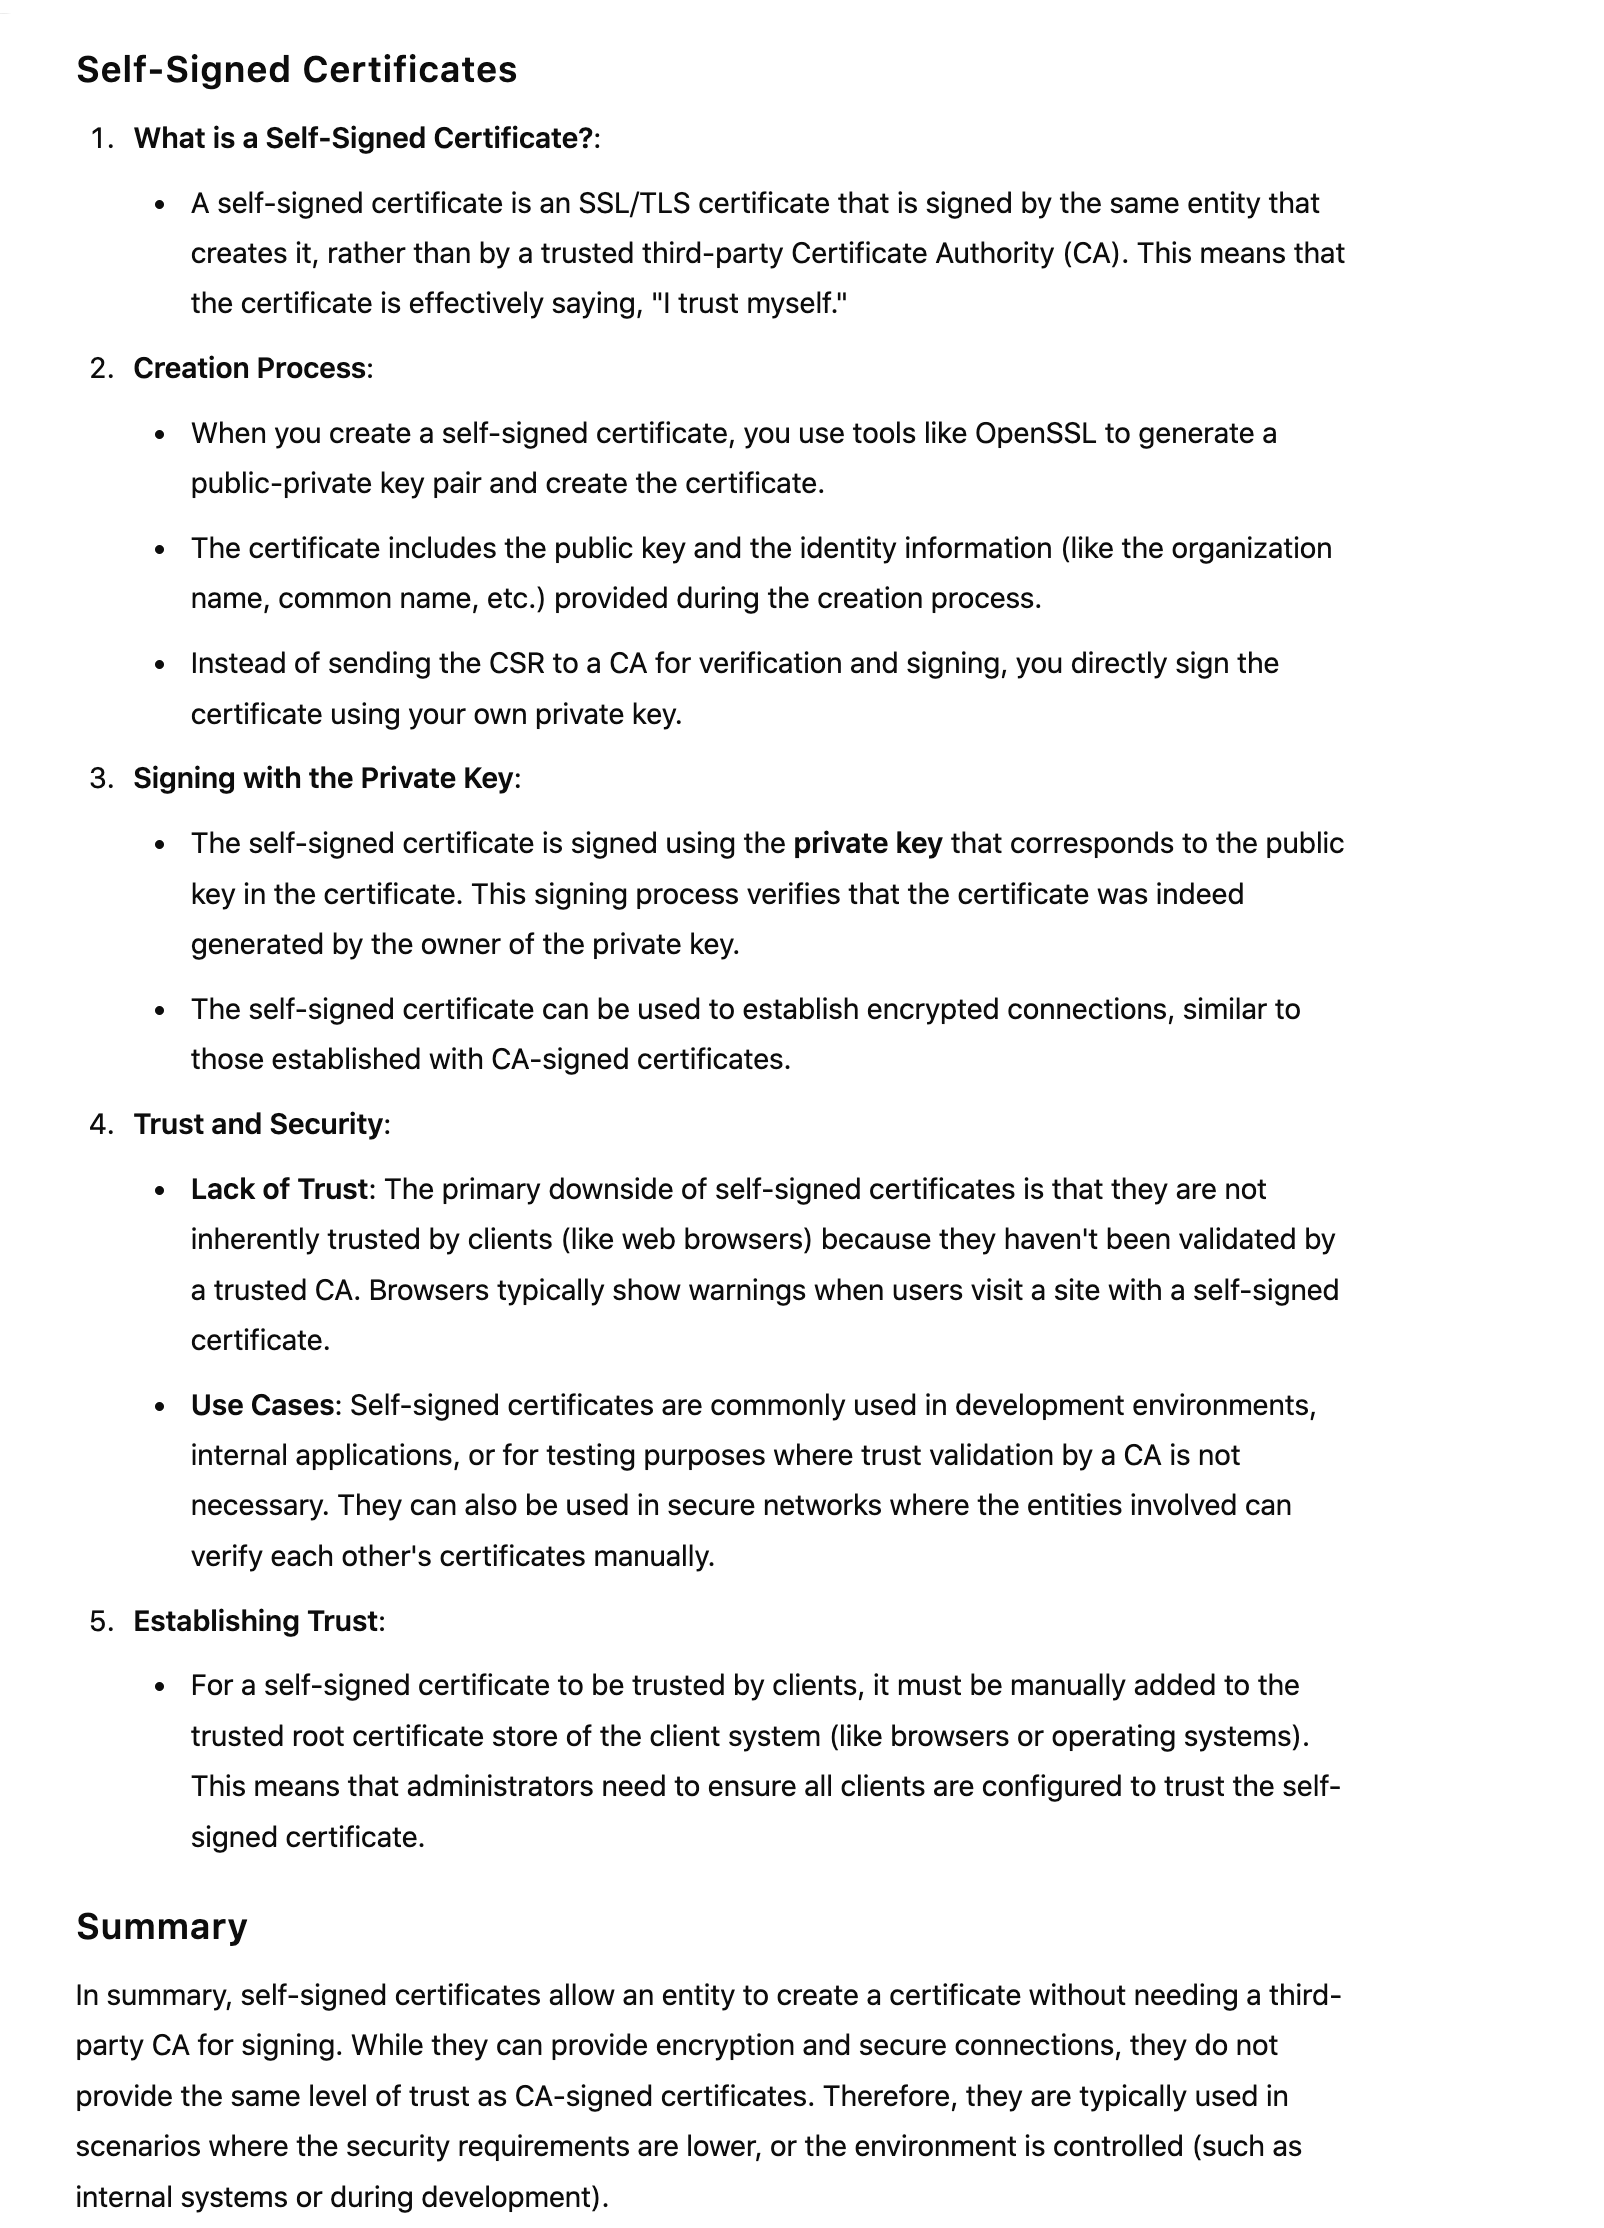 Self-Signed Certificates
1. What is a Self-Signed Certificate?:
• A self-signed certificate is an SSL/TLS certificate that is signed by the same entity that
creates it, rather than by a trusted third-party Certificate Authority (CA). This means that
the certificate is effectively saying, "I trust myself."
2. Creation Process:
• When you create a self-signed certificate, you use tools like OpenSSL to generate a
public-private key pair and create the certificate.
• The certificate includes the public key and the identity information (like the organization
name, common name, etc.) provided during the creation process.
• Instead of sending the CSR to a CA for verification and signing, you directly sign the
certificate using your own private key.
3. Signing with the Private Key:
• The self-signed certificate is signed using the private key that corresponds to the public
key in the certificate. This signing process verifies that the certificate was indeed
generated by the owner of the private key.
• The self-signed certificate can be used to establish encrypted connections, similar to
those established with CA-signed certificates.
4. Trust and Security:
• Lack of Trust: The primary downside of self-signed certificates is that they are not
inherently trusted by clients (like web browsers) because they haven't been validated by
a trusted CA. Browsers typically show warnings when users visit a site with a self-signed
certificate.
• Use Cases: Self-signed certificates are commonly used in development environments,
internal applications, or for testing purposes where trust validation by a CA is not
necessary. They can also be used in secure networks where the entities involved can
verify each other's certificates manually.
5. Establishing Trust:
• For a self-signed certificate to be trusted by clients, it must be manually added to the
trusted root certificate store of the client system (like browsers or operating systems).
This means that administrators need to ensure all clients are configured to trust the self-
signed certificate.
Summary
In summary, self-signed certificates allow an entity to create a certificate without needing a third-
party CA for signing. While they can provide encryption and secure connections, they do not
provide the same level of trust as CA-signed certificates. Therefore, they are typically used in
scenarios where the security requirements are lower, or the environment is controlled (such as
internal systems or during development).